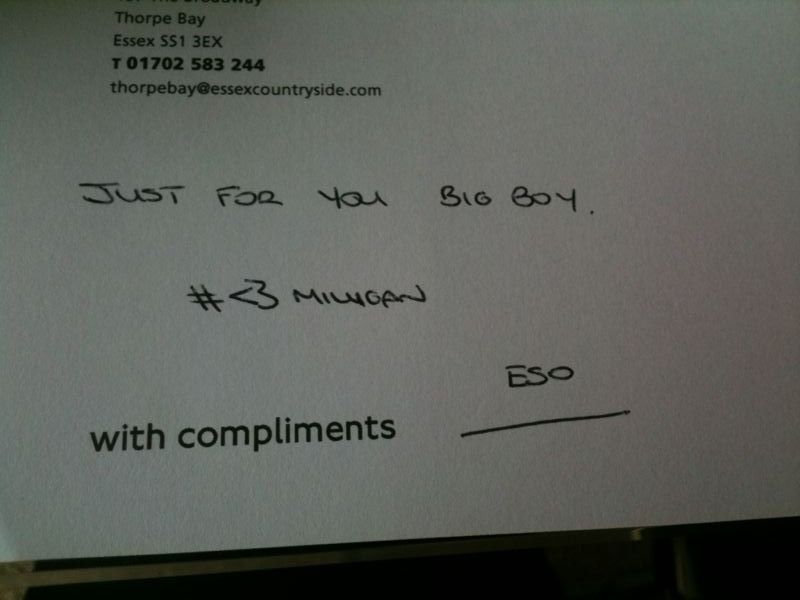 Thorpe Bay
Essex SS1 3EX
T 01702 583 244
thorpebay@essexcountryside.com
JUST FOR YOU BIG BOY.
#<3 MILLIGAN
ESO
with compliments